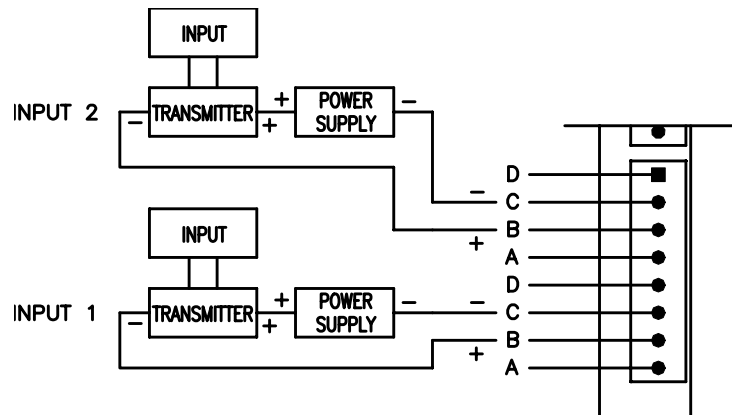 INPUT
INPUT 2
- TRANSMITTER + + POWER SUPPLY -
D
- C
B
+
A
INPUT
D
INPUT 1
- TRANSMITTER + + POWER SUPPLY -
- C
B
+
A